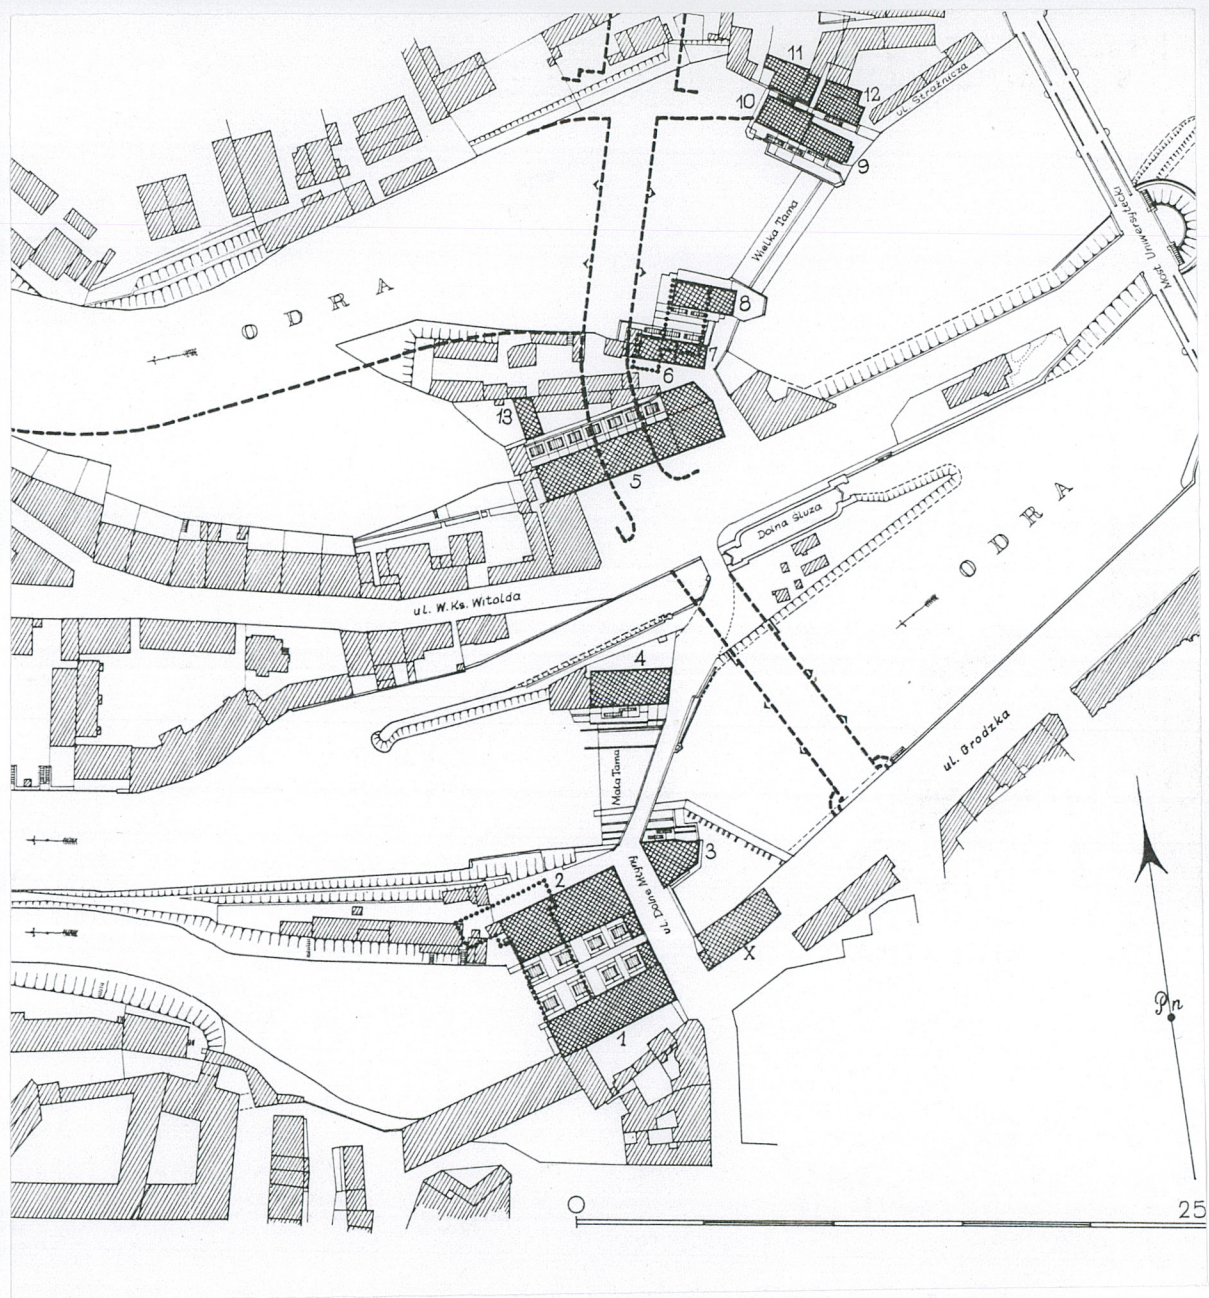 11
12
10
ul. Strażnicza
9
Most Uniwersytecki
Wielka Tama
O D R A
8
7
6
13
5
Dolna Śluza
O D R A
ul. W. Ks. Witolda
4
ul. Grodzka
Mała Tama
3
2
ul. Dolne Młyny
X
1
Pn
0
25